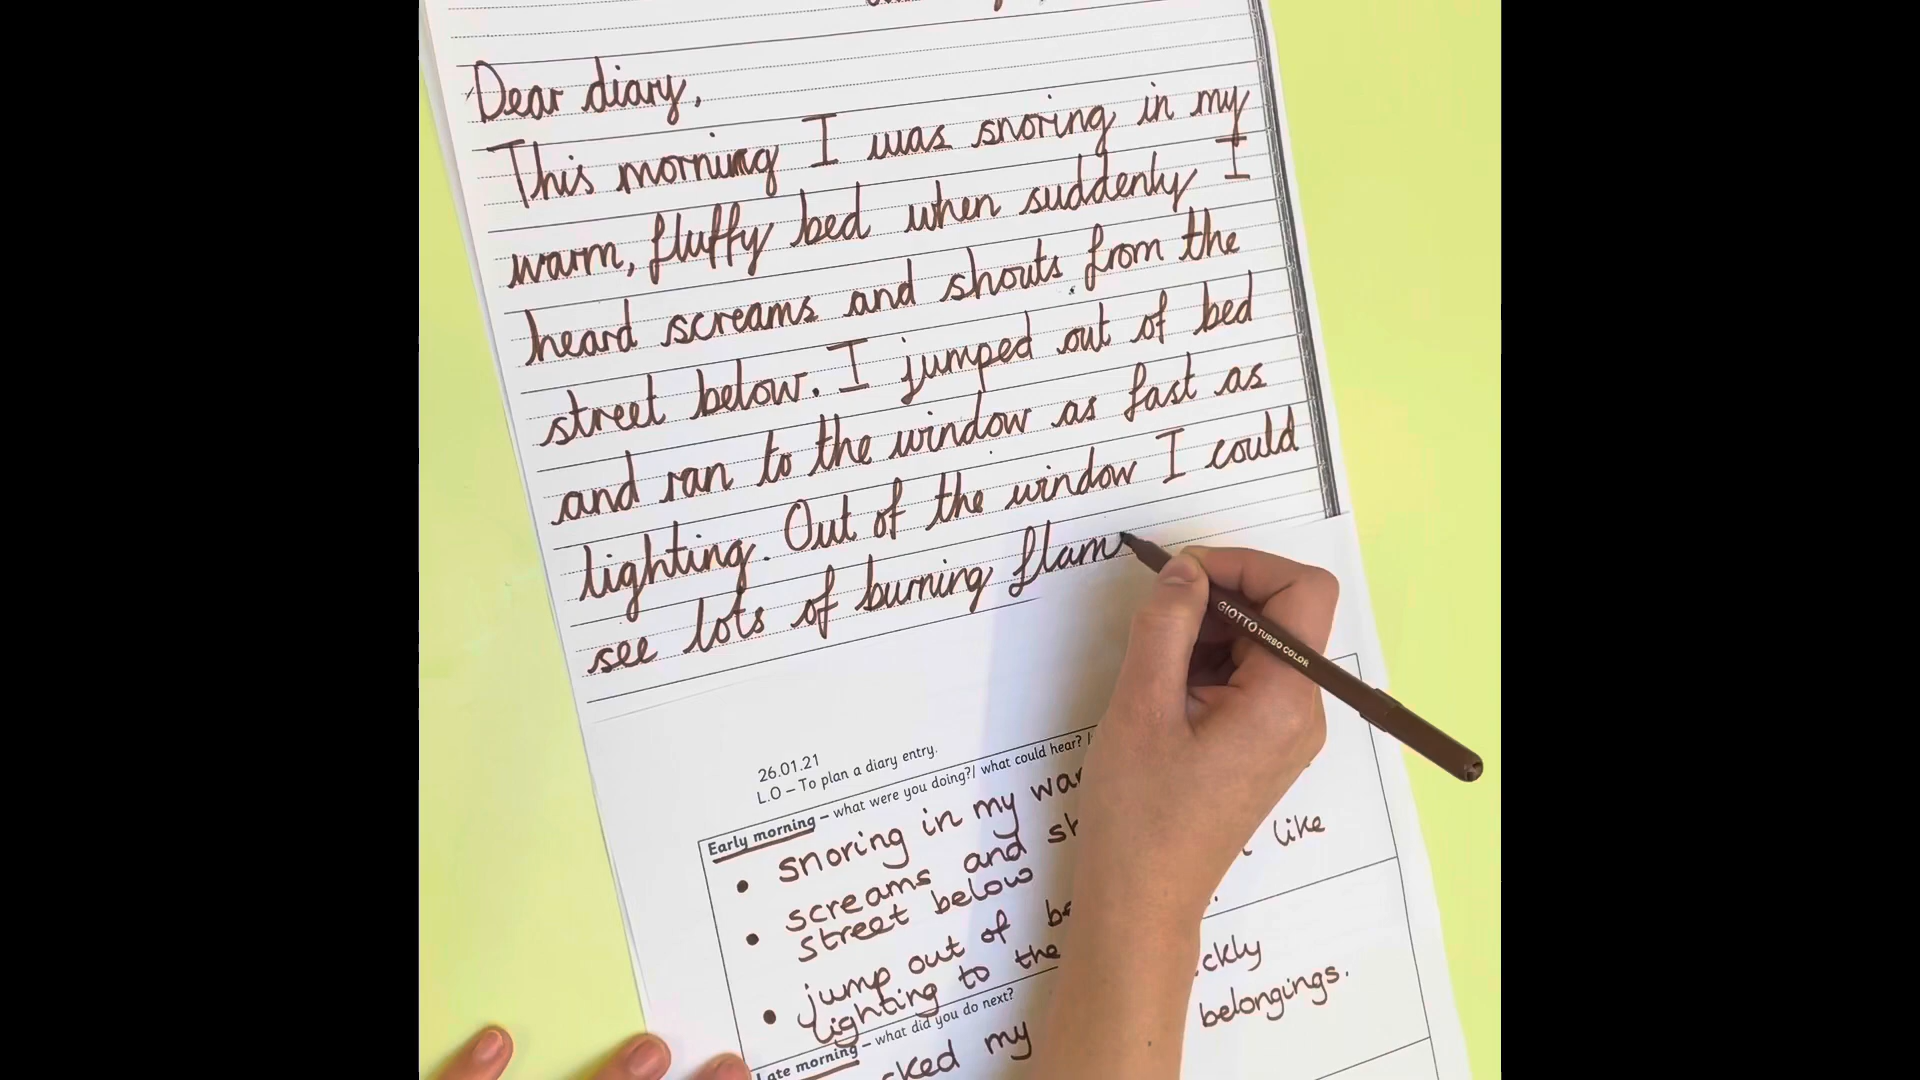 Dear diary,
This morning I was snoring in my
warm, fluffy bed when suddenly I
heard screams and shouts from the
street below. I jumped out of bed
and ran to the window as fast as
lighting. Out of the window I could
see lots of burning flam
GIOTTO TURBO COLOR
26.01.21
L.O – To plan a diary entry.
Early morning – what were you doing?/ what could hear?
snoring in my
screams and
street below
like
jump out of
lighting to the
Late morning – what did you do next?
my
belongings.